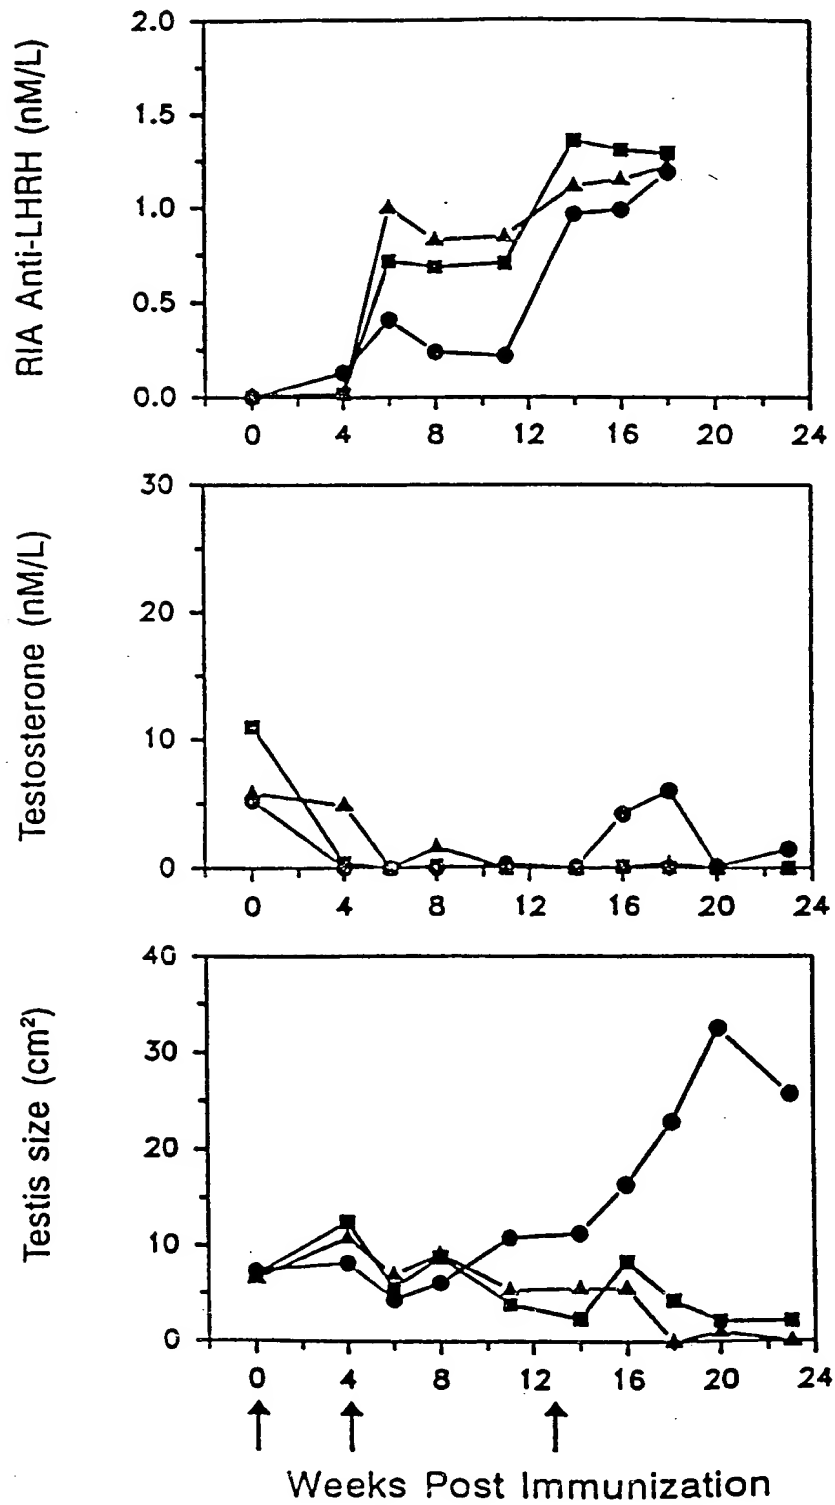 RIA Anti-LHRH (nM/L)
2.0
1.5
1.0
0.5
0.0
0 4 8 12 16 20 24
Testosterone (nM/L)
30
20
10
0
0 4 8 12 16 20 24
Testis size (cm²)
40
30
20
10
0
0 4 8 12 16 20 24
Weeks Post Immunization